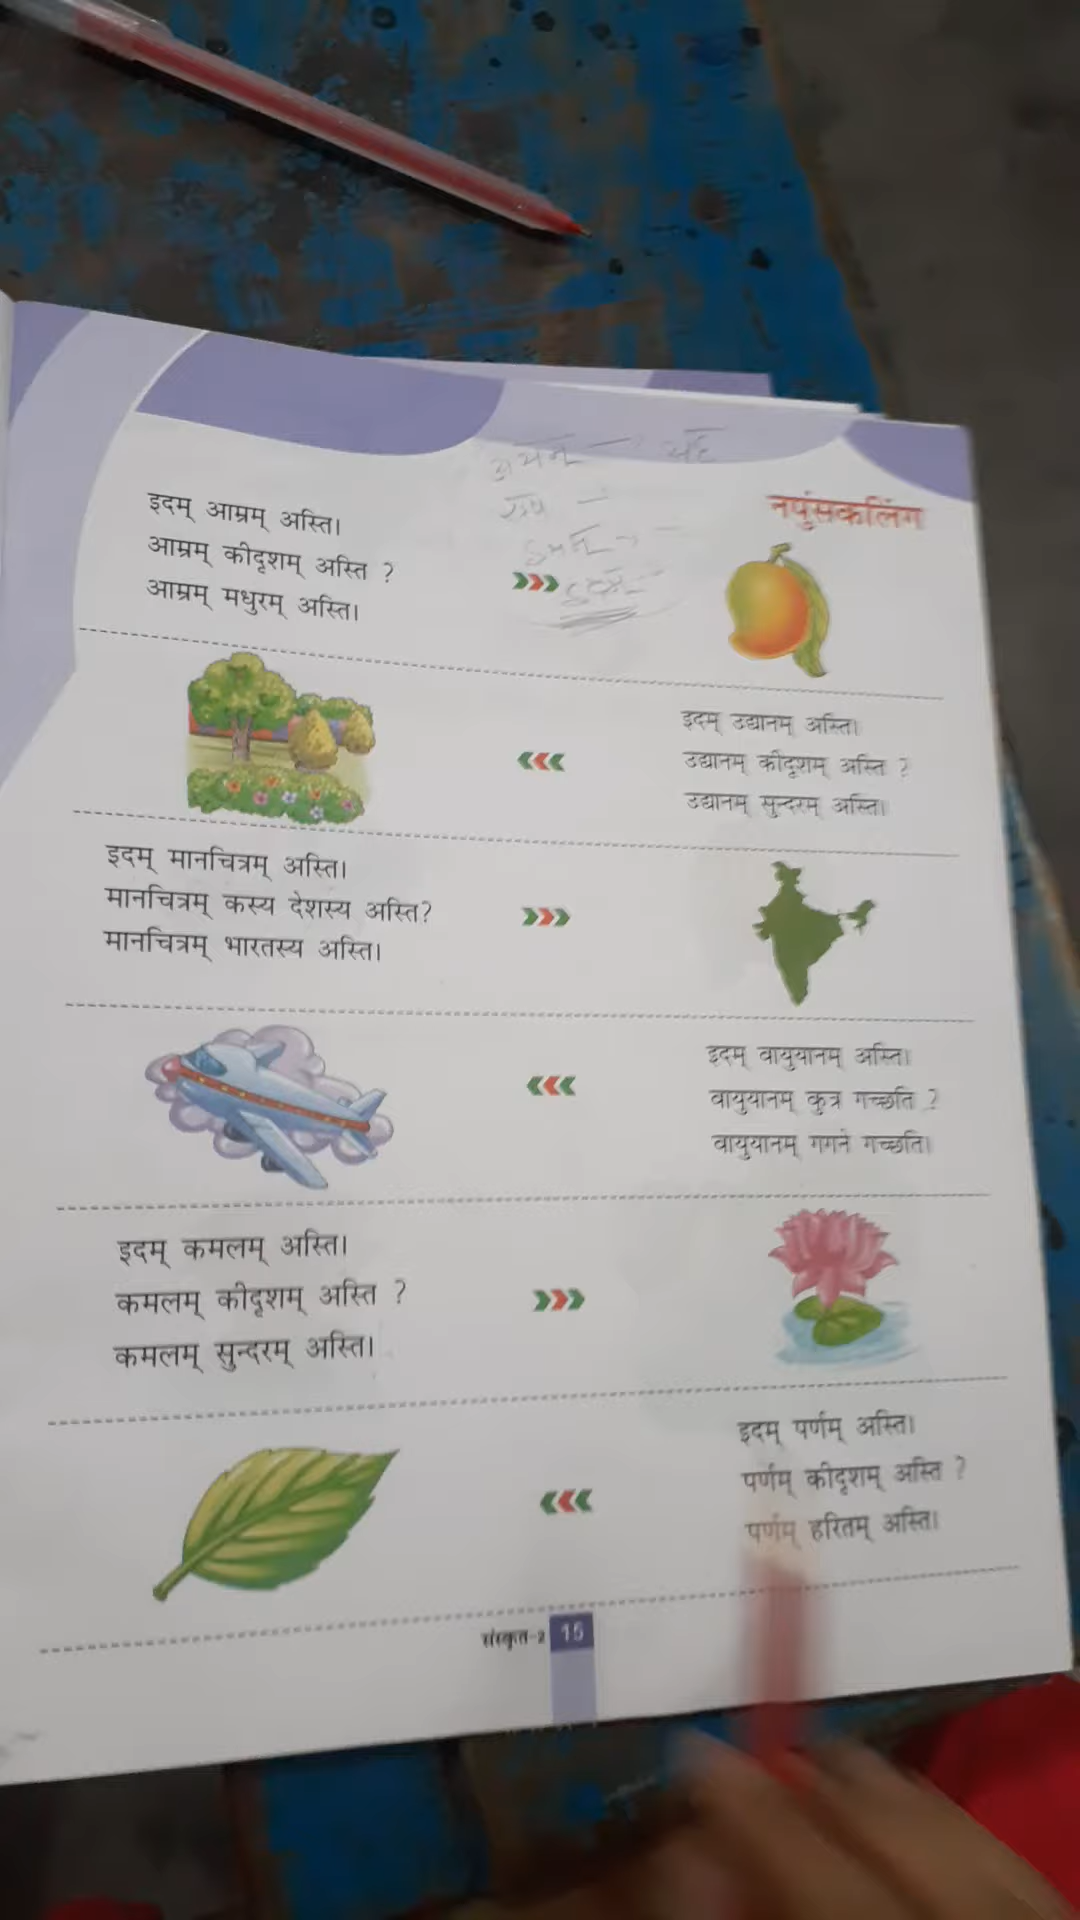 नपुंसकलिंग
इदम् आम्रम् अस्ति।
आम्रम् कीदृशम् अस्ति ?
आम्रम् मधुरम् अस्ति।
इदम् उद्यानम् अस्ति।
उद्यानम् कीदृशम् अस्ति ?
उद्यानम् सुन्दरम् अस्ति।
इदम् मानचित्रम् अस्ति।
मानचित्रम् कस्य देशस्य अस्ति?
मानचित्रम् भारतस्य अस्ति।
इदम् वायुयानम् अस्ति।
वायुयानम् कुत्र गच्छति ?
वायुयानम् गगने गच्छति।
इदम् कमलम् अस्ति।
कमलम् कीदृशम् अस्ति ?
कमलम् सुन्दरम् अस्ति।
इदम् पर्णम् अस्ति।
पर्णम् कीदृशम् अस्ति ?
पर्णम् हरितम् अस्ति।
संस्कृत-2 15